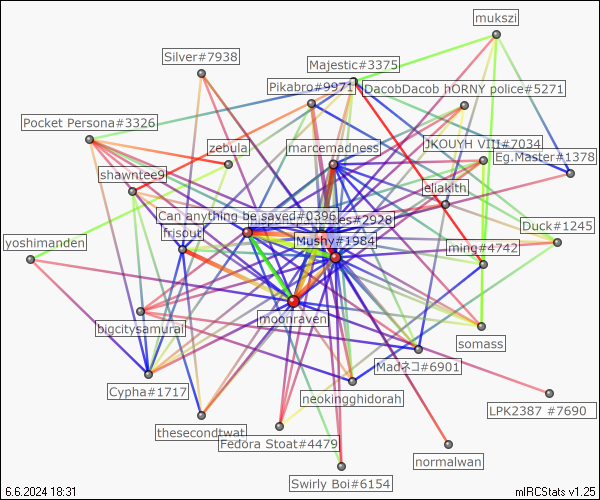 mukszi
Silver#7938
Majestic#3375
Pikabro#9971
DacobDacob hORNY police#5271
Pocket Persona#3326
zebula
marcemadness
JKOUYH VIII#7034
Eg.Master#1378
shawntee9
eliakith
Can anything be saved#0396
#2928
frisout
Mushy#1984
Duck#1245
yoshimanden
ming#4742
moonraven
bigcitysamurai
somass
Madネコ#6901
Cypha#1717
neokingghidorah
LPK2387 #7690
thesecondtwat
Fedora Stoat#4479
normalwan
Swirly Boi#6154
6.6.2024 18:31
mIRCStats v1.25